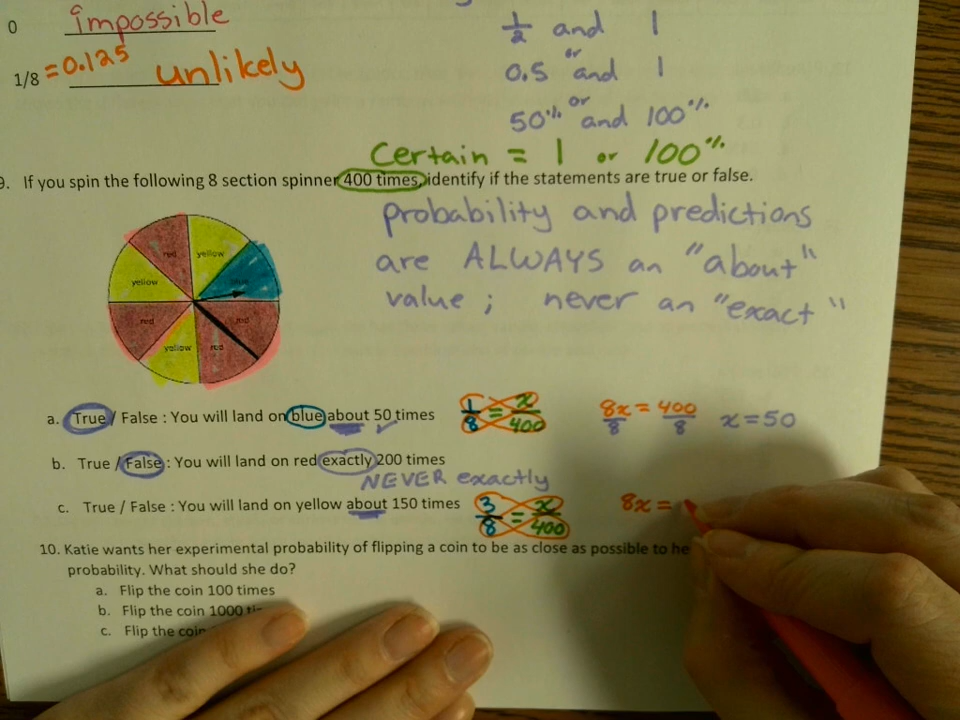 0 impossible
1/8 = 0.125 unlikely
1/2 and 1
or
0.5 and 1
or
50% and 100%
Certain = 1 or 100%
9. If you spin the following 8 section spinner 400 times, identify if the statements are true or false.
probability and predictions
are ALWAYS an "about"
value ; never an "exact"
red yellow
yellow blue
red red
yellow red
a. True / False : You will land on blue about 50 times 1/8 = x/400 8x/8 = 400/8 x = 50
b. True / False : You will land on red exactly 200 times
NEVER exactly
c. True / False : You will land on yellow about 150 times 3/8 = x/400 8x =
10. Katie wants her experimental probability of flipping a coin to be as close as possible to he
probability. What should she do?
a. Flip the coin 100 times
b. Flip the coin 1000
c. Flip the coin